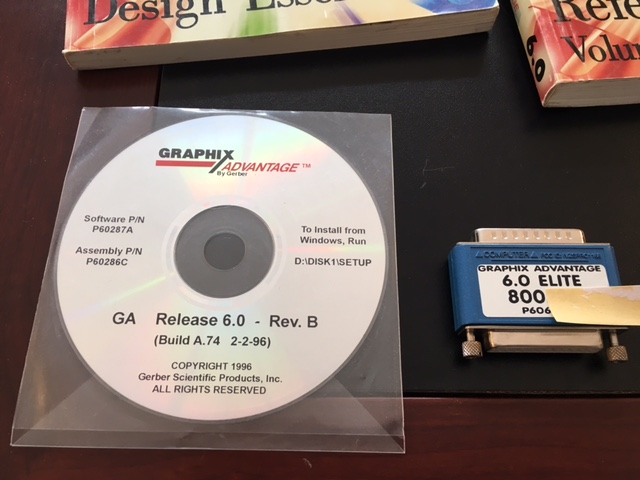 Design
Refe
Volum
6.0
GRAPHIX
ADVANTAGE™
By Gerber
Software P/N
P60287A
Assembly P/N
P60286C
To Install from
Windows, Run
D:\DISK1\SETUP
GA Release 6.0 - Rev. B
(Build A.74 2-2-96)
COPYRIGHT 1996
Gerber Scientific Products, Inc.
ALL RIGHTS RESERVED
COMPUTER
GRAPHIX ADVANTAGE
6.0 ELITE
800
P606